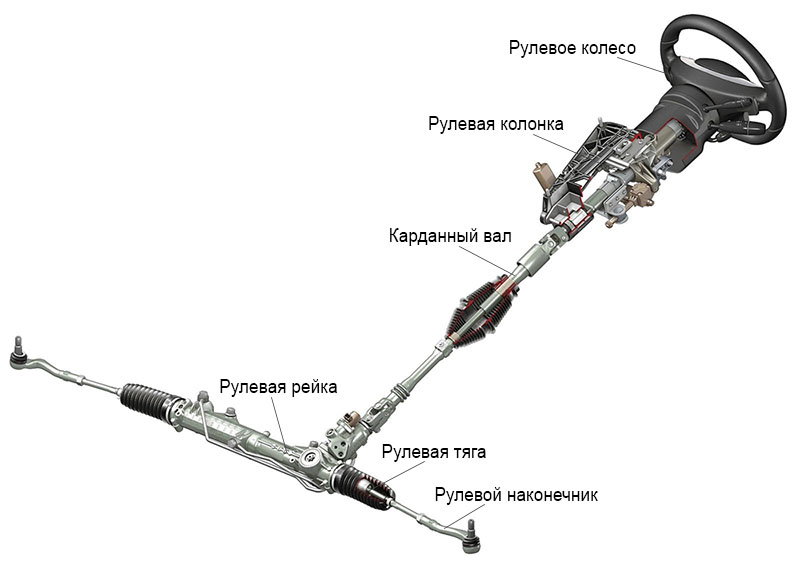 Рулевое колесо
Рулевая колонка
Карданный вал
Рулевая рейка
Рулевая тяга
Рулевой наконечник